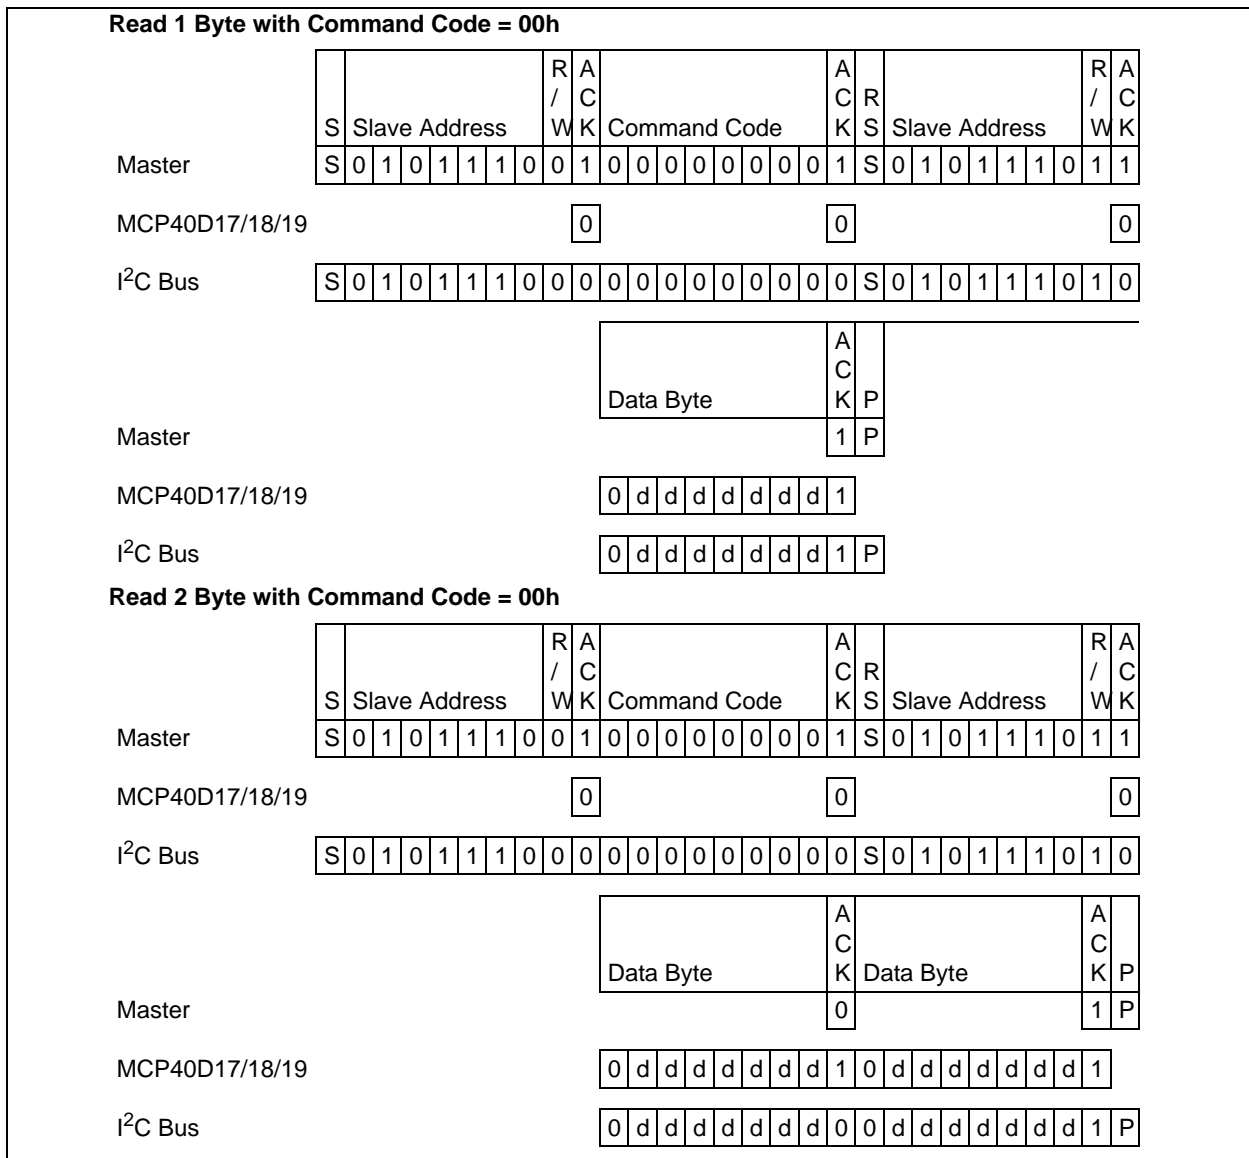 Read 1 Byte with Command Code = 00h
R A A R A
/ C C R / C
S Slave Address W K Command Code K S Slave Address W K
Master S 0 1 0 1 1 1 0 0 1 0 0 0 0 0 0 0 0 1 S 0 1 0 1 1 1 0 1 1
MCP40D17/18/19 0 0 0
I2C Bus S 0 1 0 1 1 1 0 0 0 0 0 0 0 0 0 0 0 0 S 0 1 0 1 1 1 0 1 0
A
C
Data Byte K P
Master 1 P
MCP40D17/18/19 0 d d d d d d d 1
I2C Bus 0 d d d d d d d 1 P
Read 2 Byte with Command Code = 00h
R A A R A
/ C C R / C
S Slave Address W K Command Code K S Slave Address W K
Master S 0 1 0 1 1 1 0 0 1 0 0 0 0 0 0 0 0 1 S 0 1 0 1 1 1 0 1 1
MCP40D17/18/19 0 0 0
I2C Bus S 0 1 0 1 1 1 0 0 0 0 0 0 0 0 0 0 0 0 S 0 1 0 1 1 1 0 1 0
A A
C C
Data Byte K Data Byte K P
Master 0 1 P
MCP40D17/18/19 0 d d d d d d d 1 0 d d d d d d d 1
I2C Bus 0 d d d d d d d 0 0 d d d d d d d 1 P